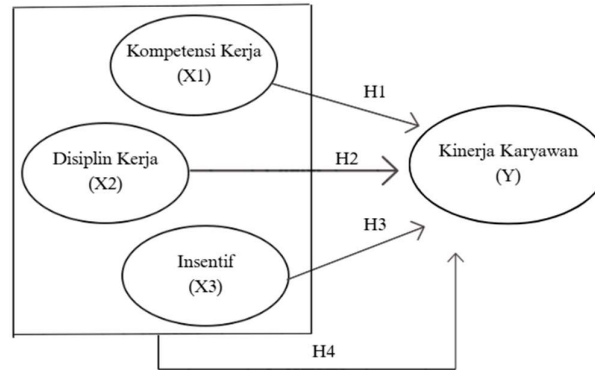 Kompetensi Kerja
(X1)
H1
Disiplin Kerja
(X2)
H2
Kinerja Karyawan
(Y)
H3
Insentif
(X3)
H4